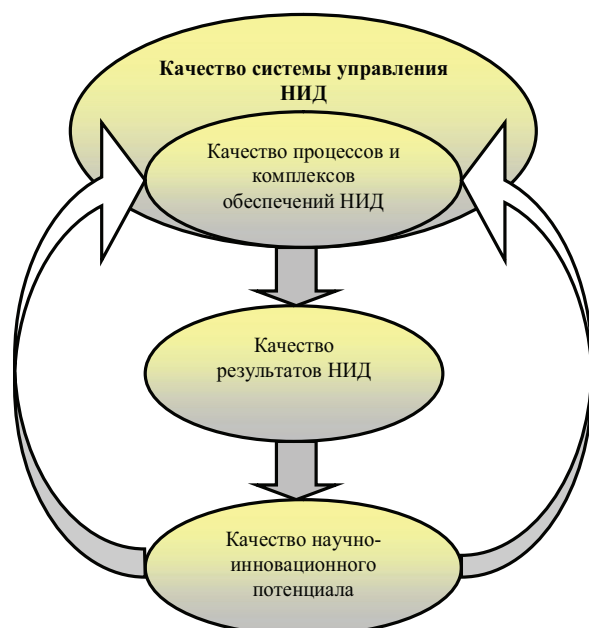 Качество системы управления
НИД
Качество процессов и
комплексов
обеспечений НИД
Качество
результатов НИД
Качество научно-
инновационного
потенциала